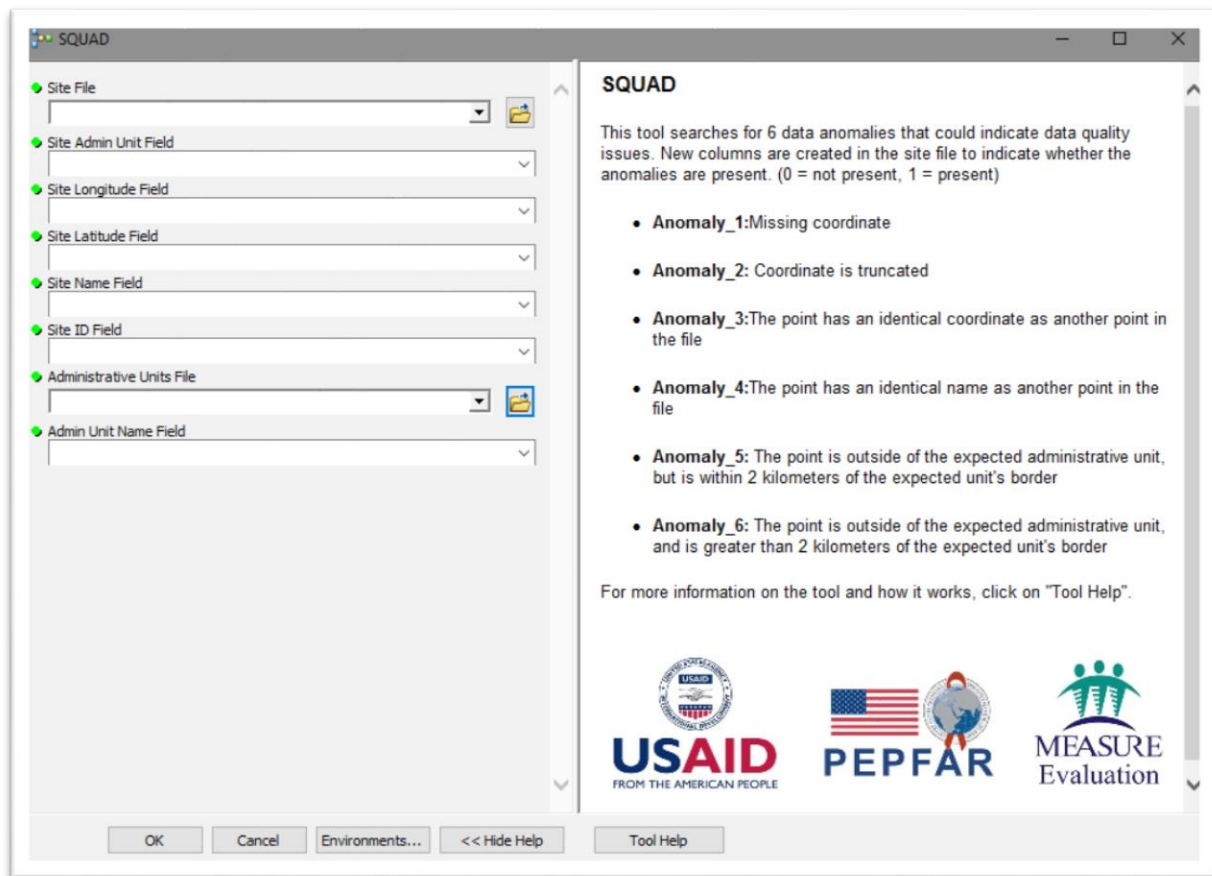 SQUAD
Site File
Site Admin Unit Field
Site Longitude Field
Site Latitude Field
Site Name Field
Site ID Field
Administrative Units File
Admin Unit Name Field
SQUAD
This tool searches for 6 data anomalies that could indicate data quality
issues. New columns are created in the site file to indicate whether the
anomalies are present. (0 = not present, 1 = present)
• Anomaly_1:Missing coordinate
• Anomaly_2: Coordinate is truncated
• Anomaly_3:The point has an identical coordinate as another point in
the file
• Anomaly_4:The point has an identical name as another point in the
file
• Anomaly_5: The point is outside of the expected administrative unit,
but is within 2 kilometers of the expected unit's border
• Anomaly_6: The point is outside of the expected administrative unit,
and is greater than 2 kilometers of the expected unit's border
For more information on the tool and how it works, click on "Tool Help".
USAID
USAID
FROM THE AMERICAN PEOPLE
PEPFAR
MEASURE
Evaluation
OK
Cancel
Environments...
<< Hide Help
Tool Help